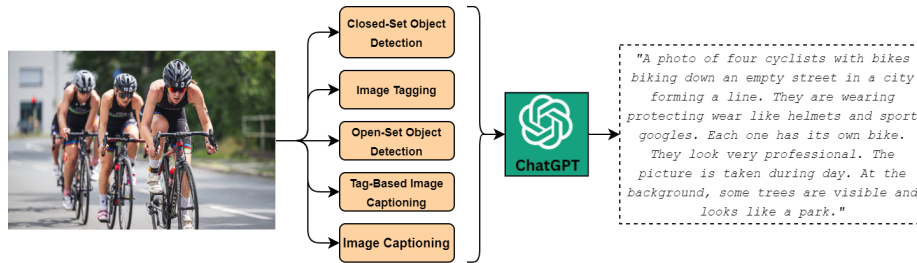 Closed-Set Object
Detection
Image Tagging
Open-Set Object
Detection
Tag-Based Image
Captioning
Image Captioning
ChatGPT
"A photo of four cyclists with bikes
biking down an empty street in a city
forming a line. They are wearing
protecting wear like helmets and sport
googles. Each one has its own bike.
They look very professional. The
picture is taken during day. At the
background, some trees are visible and
looks like a park."